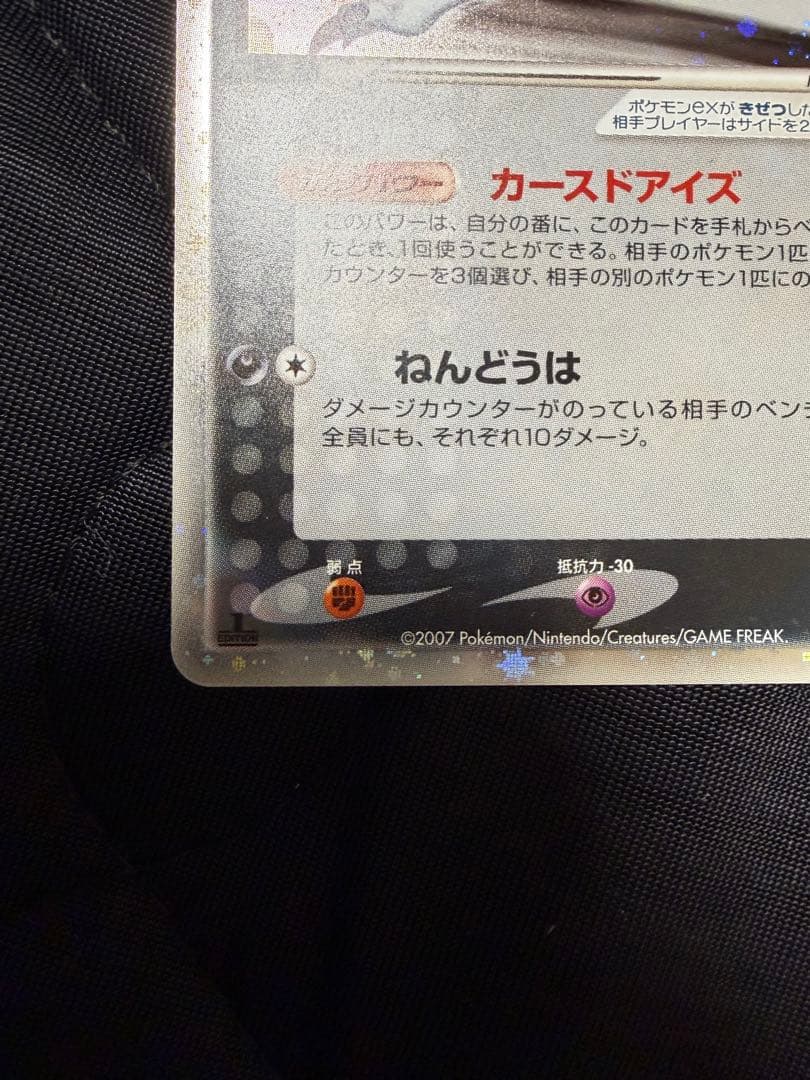 ポケモンexがきぜつした
相手プレイヤーはサイドを2
パワー カースドアイズ
このパワーは、自分の番に、このカードを手札からベ
たとき、1回使うことができる。相手のポケモン1匹
カウンターを3個選び、相手の別のポケモン1匹にの
ねんどうは
ダメージカウンターがのっている相手のベンチ
全員にも、それぞれ10ダメージ。
弱点 抵抗力 -30
1 EDITION
©2007 Pokémon/Nintendo/Creatures/GAME FREAK.